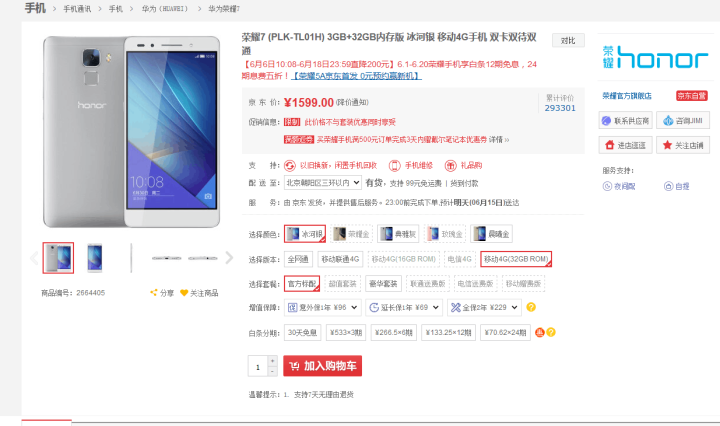 手机 > 手机通讯 > 手机 > 华为(HUAWEI) > 华为荣耀7
荣耀7 (PLK-TL01H) 3GB+32GB内存版 冰河银 移动4G手机 双卡双待双
通
对比
【6月6日10:08-6月18日23:59直降200元】6.1-6.20荣耀手机享白条12期免息，24
期息费五折！【荣耀5A京东首发 0元预约赢新机】
京 东 价： ¥1599.00 (降价通知)
累计评价
293301
促销信息： 限制 此价格不与套装优惠同时享受
买荣耀手机满500元订单完成3天内赠戴尔笔记本优惠券 详情 >>
支 持： 以旧换新，闲置手机回收 手机维修 礼品购
配 送 至： 北京朝阳区三环以内 有货，支持 99元免运费 | 货到付款
服 务： 由 京东 发货，并提供售后服务。23:00前完成下单,预计明天(06月15日)送达
选择颜色： 冰河银 荣耀金 典雅灰 玫瑰金 晨曦金
选择版本： 全网通 移动联通4G 移动4G(16GB ROM) 电信4G 移动4G(32GB ROM)
选择套餐： 官方标配 超值套装 豪华套装 联通送费版 电信送费版 移动赠费版
增值保障： 意外保1年 ¥96 延长保1年 ¥69 全保2年 ¥229 ?
白条分期： 30天免息 ¥533×3期 ¥266.5×6期 ¥133.25×12期 ¥70.62×24期 ?
1 + - 加入购物车
温馨提示：1. 支持7天无理由退货
honor
10:08
商品编号：2664405 分享 关注商品
荣耀 honor
荣耀官方旗舰店 京东自营
联系供应商 咨询JIMI
进店逛逛 关注店铺
服务支持：
夜间配 自提